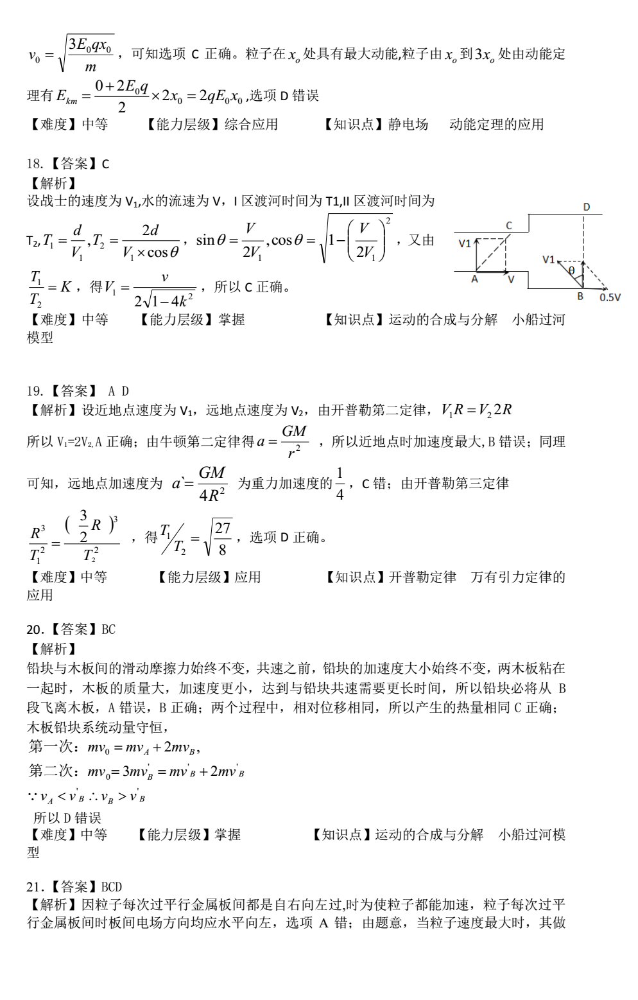 v₀ = √(3E₀qx₀/m)，可知选项 C 正确。粒子在 xₒ 处具有最大动能,粒子由 xₒ 到 3xₒ 处由动能定
理有 Eₖₘ = (0+2E₀q)/2 × 2x₀ = 2qE₀x₀ ,选项 D 错误
【难度】中等 【能力层级】综合应用 【知识点】静电场 动能定理的应用
18.【答案】C
【解析】
设战士的速度为 V₁,水的流速为 V，I 区渡河时间为 T1,II 区渡河时间为
T₂, T₁ = d/V₁ , T₂ = 2d/(V₁×cosθ)，sinθ = V/(2V₁) ,cosθ = √(1−(V/(2V₁))²)，又由
T₁/T₂ = K，得 V₁ = v/(2√(1−4k²))，所以 C 正确。
D
C
V1
A
V
V1
θ
B
0.5V
【难度】中等 【能力层级】掌握 【知识点】运动的合成与分解 小船过河
模型
19.【答案】 A D
【解析】设近地点速度为 V₁，远地点速度为 V₂，由开普勒第二定律，V₁R = V₂2R
所以 V₁=2V₂,A 正确；由牛顿第二定律得 a = GM/r² ，所以近地点时加速度最大,B 错误；同理
可知，远地点加速度为 a`= GM/4R² 为重力加速度的 1/4，C 错；由开普勒第三定律
R³/T₁² = (3/2 R)³/T₂² ，得 T₁/T₂ = √(27/8)，选项 D 正确。
【难度】中等 【能力层级】应用 【知识点】开普勒定律 万有引力定律的
应用
20.【答案】BC
【解析】
铅块与木板间的滑动摩擦力始终不变，共速之前，铅块的加速度大小始终不变，两木板粘在
一起时，木板的质量大，加速度更小，达到与铅块共速需要更长时间，所以铅块必将从 B
段飞离木板，A 错误，B 正确；两个过程中，相对位移相同，所以产生的热量相同 C 正确；
木板铅块系统动量守恒，
第一次：mv₀ = mv_A + 2mv_B,
第二次：mv₀= 3mv'_B = mv'_B + 2mv'_B
∵ v_A < v'_B ∴ v_B > v'_B
所以 D 错误
【难度】中等 【能力层级】掌握 【知识点】运动的合成与分解 小船过河模
型
21.【答案】BCD
【解析】因粒子每次过平行金属板间都是自右向左过,时为使粒子都能加速，粒子每次过平
行金属板间时板间电场方向均应水平向左，选项 A 错；由题意，当粒子速度最大时，其做